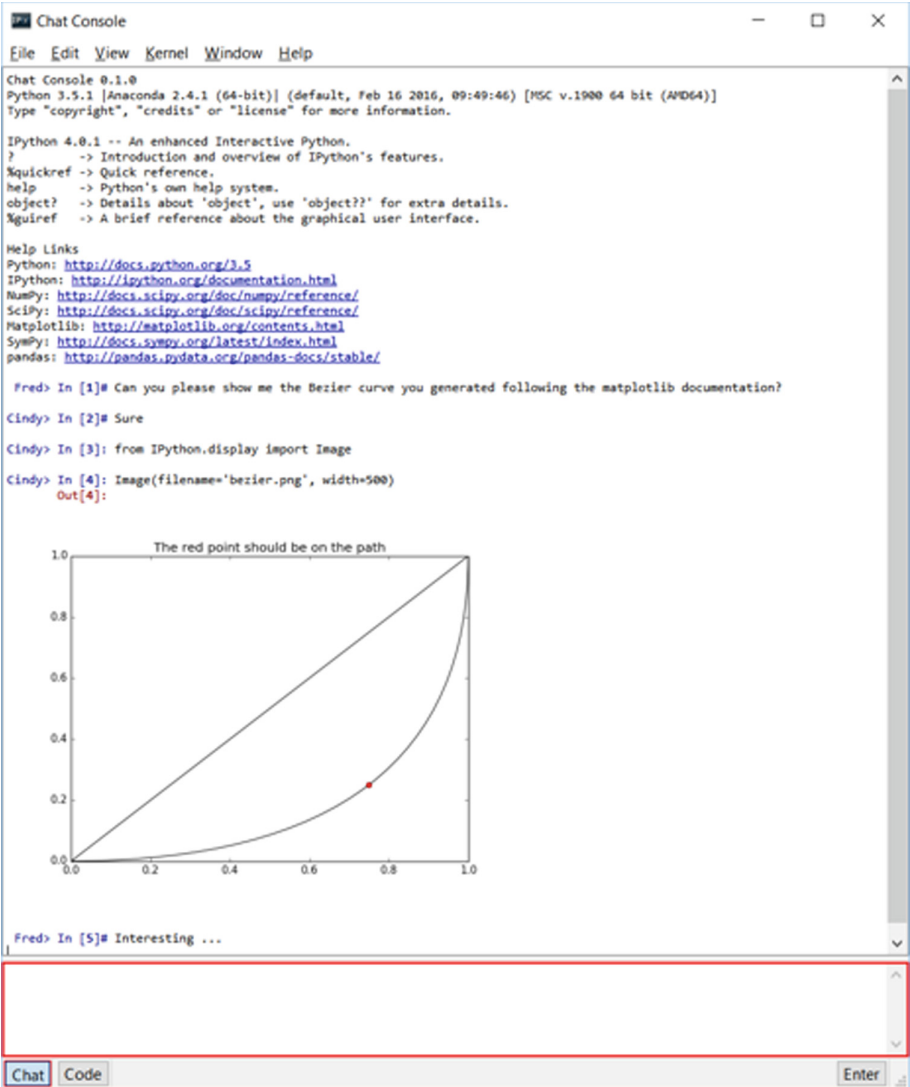 IPy Chat Console
File Edit View Kernel Window Help
Chat Console 0.1.0
Python 3.5.1 |Anaconda 2.4.1 (64-bit)| (default, Feb 16 2016, 09:49:46) [MSC v.1900 64 bit (AMD64)]
Type "copyright", "credits" or "license" for more information.
IPython 4.0.1 -- An enhanced Interactive Python.
? -> Introduction and overview of IPython's features.
%quickref -> Quick reference.
help -> Python's own help system.
object? -> Details about 'object', use 'object??' for extra details.
%guiref -> A brief reference about the graphical user interface.
Help Links
Python: http://docs.python.org/3.5
IPython: http://ipython.org/documentation.html
NumPy: http://docs.scipy.org/doc/numpy/reference/
SciPy: http://docs.scipy.org/doc/scipy/reference/
Matplotlib: http://matplotlib.org/contents.html
SymPy: http://docs.sympy.org/latest/index.html
pandas: http://pandas.pydata.org/pandas-docs/stable/
Fred> In [1]# Can you please show me the Bezier curve you generated following the matplotlib documentation?
Cindy> In [2]# Sure
Cindy> In [3]: from IPython.display import Image
Cindy> In [4]: Image(filename='bezier.png', width=500)
Out[4]:
The red point should be on the path
1.0
0.8
0.6
0.4
0.2
0.0
0.0 0.2 0.4 0.6 0.8 1.0
Fred> In [5]# Interesting ...
Chat Code Enter